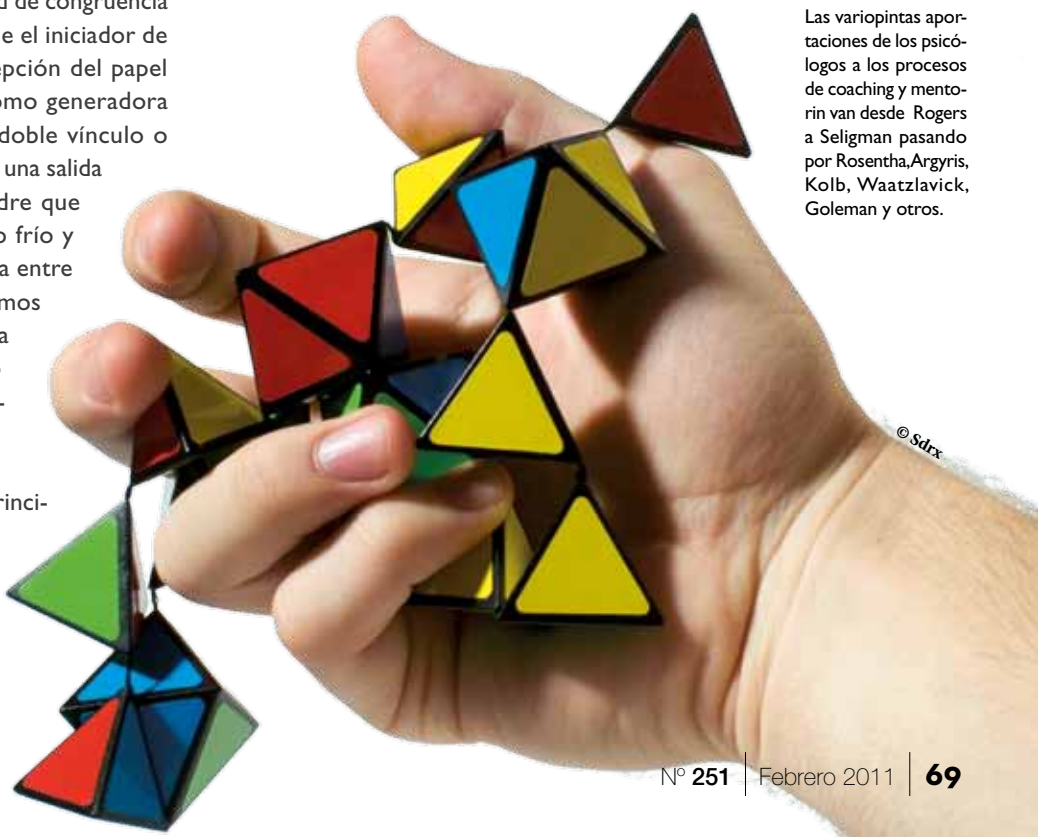 d de congruencia
e el iniciador de
epción del papel
omo generadora
doble vínculo o
una salida
dre que
o frío y
a entre
mos
a
-
rinci-
Las variopintas apor-
taciones de los psicó-
logos a los procesos
de coaching y mento-
rin van desde Rogers
a Seligman pasando
por Rosentha,Argyris,
Kolb, Waatzlavick,
Goleman y otros.
© Sdrx
Nº 251 | Febrero 2011 | 69